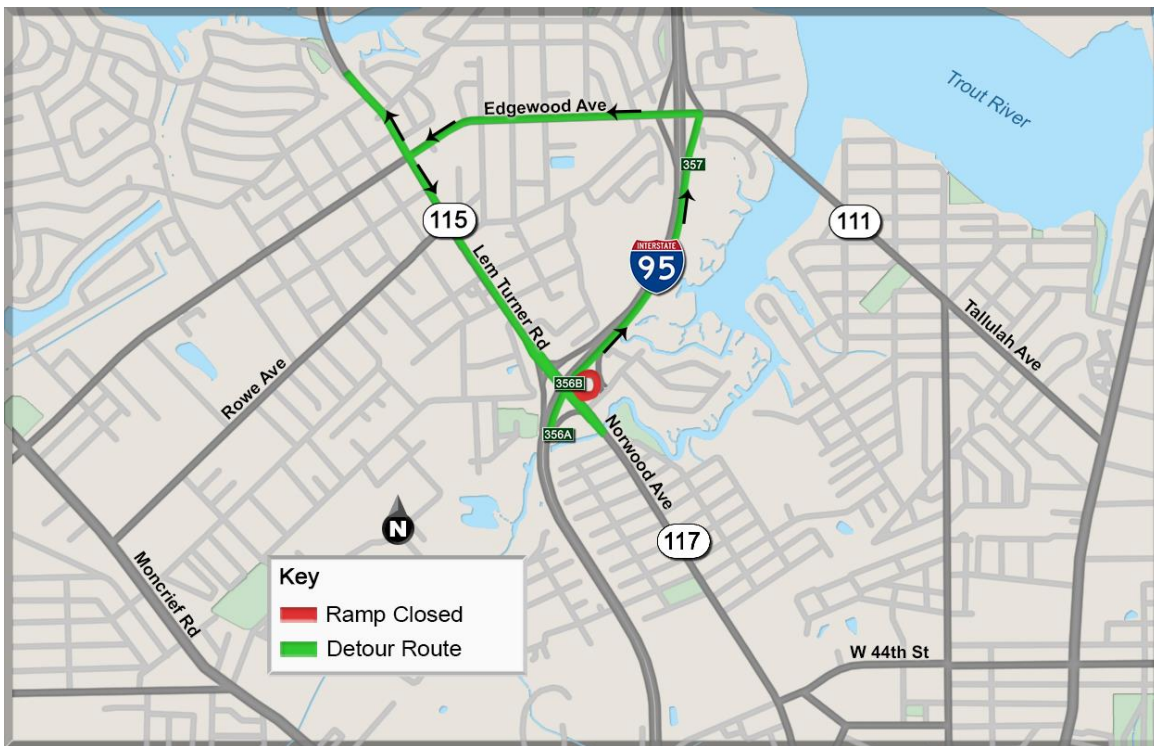 Edgewood Ave
Trout River
357
115
111
INTERSTATE
95
Lem Turner Rd
Tallulah Ave
Rowe Ave
356B
356A
Norwood Ave
N
117
Moncrief Rd
Key
Ramp Closed
Detour Route
W 44th St